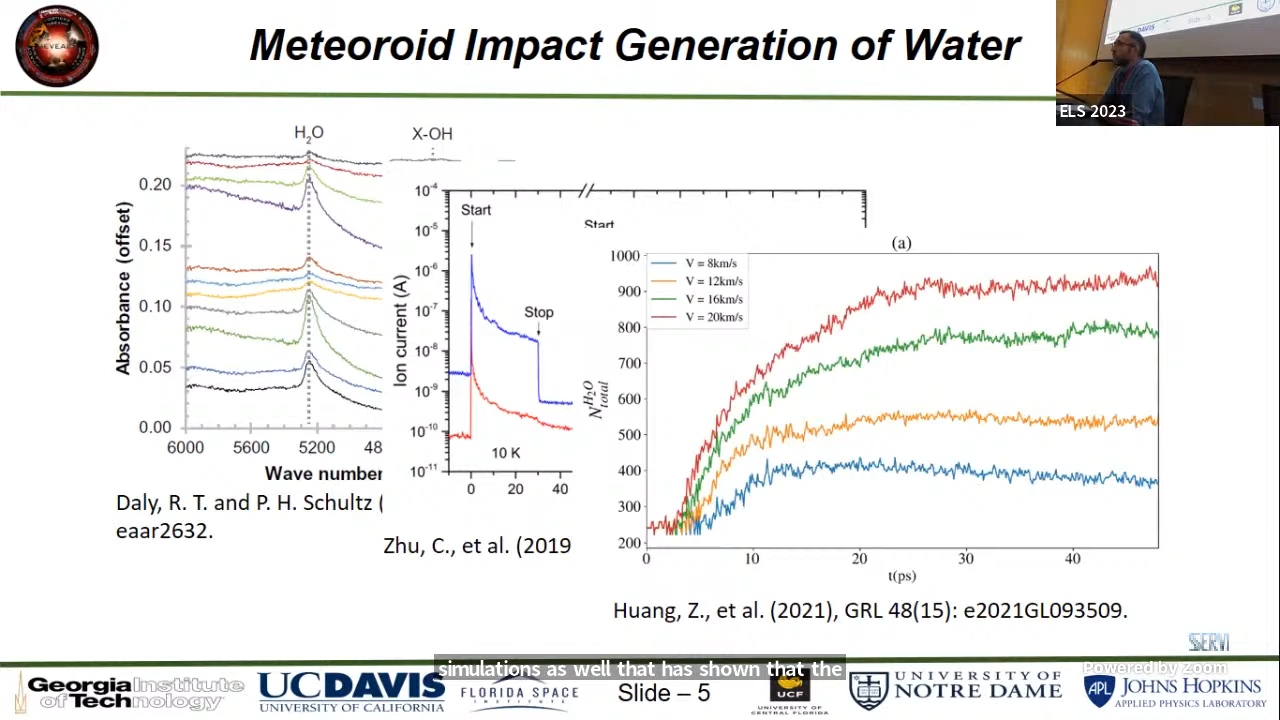 Meteoroid Impact Generation of Water
ELS 2023
H2O
X-OH
Absorbance (offset)
0.20
0.15
0.10
0.05
0.00
6000 5600 5200 48
Wave number
Daly, R. T. and P. H. Schultz (
eaar2632.
Ion current (A)
10-4
10-5
10-6
10-7
10-8
10-9
10-10
10-11
Start
Start
Stop
10 K
0 20 40
Zhu, C., et al. (2019
(a)
N total H2O
1000
900
800
700
600
500
400
300
200
V = 8km/s
V = 12km/s
V = 16km/s
V = 20km/s
0 10 20 30 40
t(ps)
Huang, Z., et al. (2021), GRL 48(15): e2021GL093509.
SSERVI
simulations as well that has shown that the
Powered by Zoom
Georgia Institute
of Technology
UCDAVIS
UNIVERSITY OF CALIFORNIA
FLORIDA SPACE
INSTITUTE
Slide – 5
UCF
UNIVERSITY OF
CENTRAL FLORIDA
UNIVERSITY OF
NOTRE DAME
APL
JOHNS HOPKINS
APPLIED PHYSICS LABORATORY